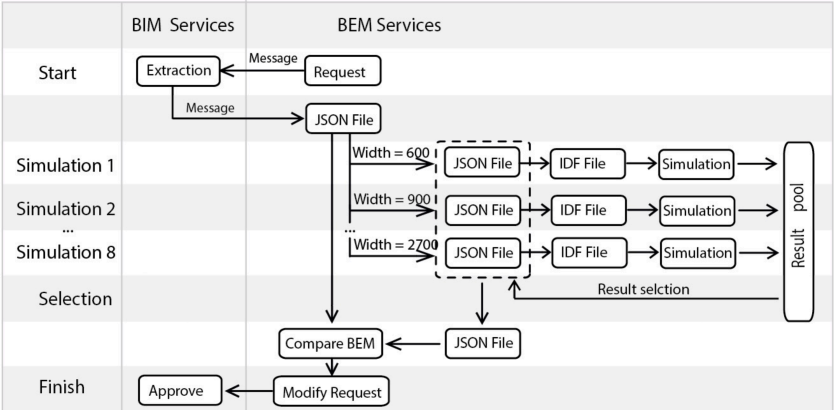 BIM Services BEM Services
Start Extraction Message Request
Message JSON File
Simulation 1 Width = 600 JSON File IDF File Simulation
Simulation 2 Width = 900 JSON File IDF File Simulation
... ...
Simulation 8 Width = 2700 JSON File IDF File Simulation
Result pool
Selection Result selction
Compare BEM JSON File
Finish Approve Modify Request